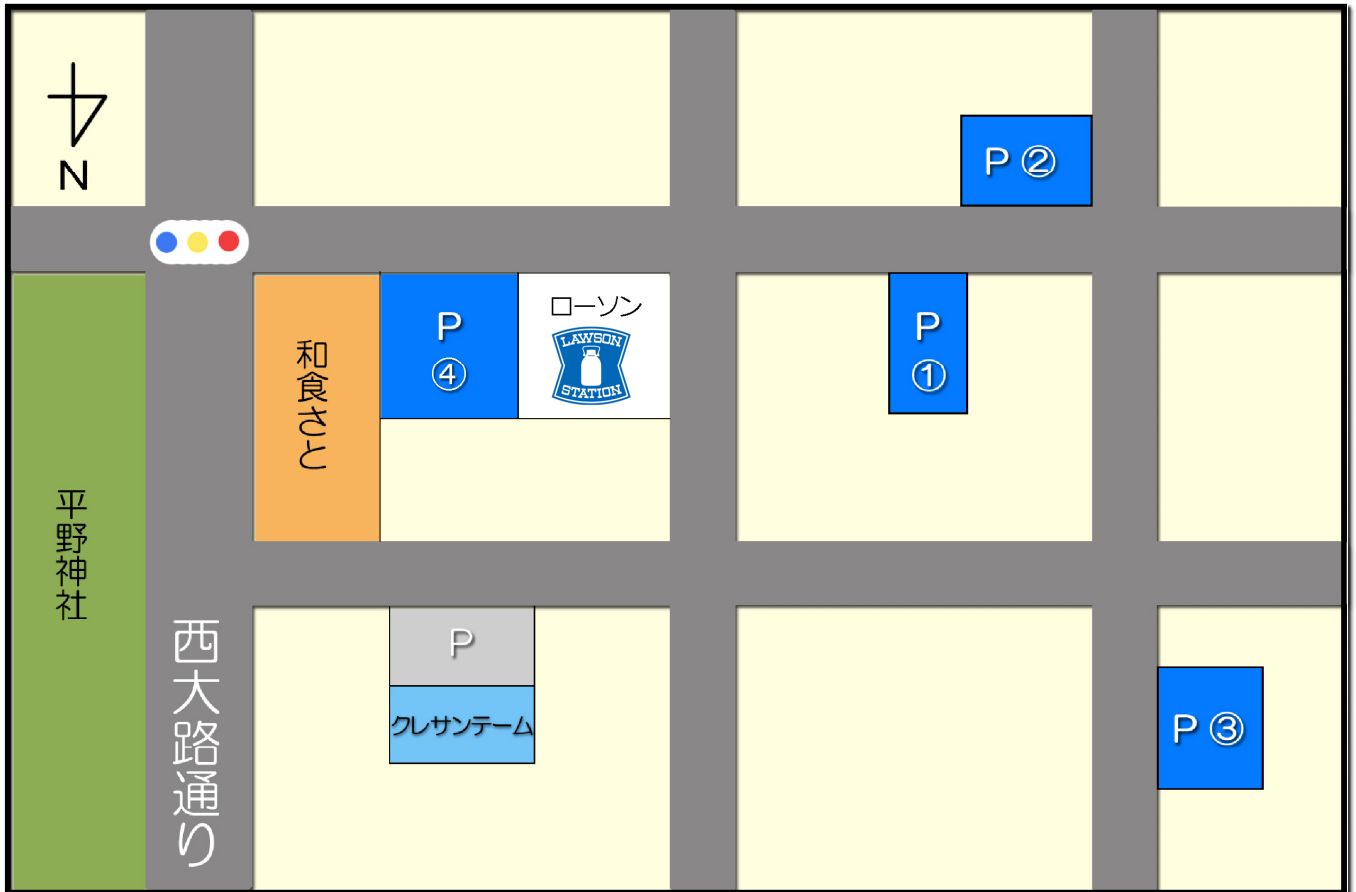 N
P ②
和食さと
P
④
ローソン
LAWSON
STATION
P
①
平野神社
西大路通り
P
クレサンテーム
P ③